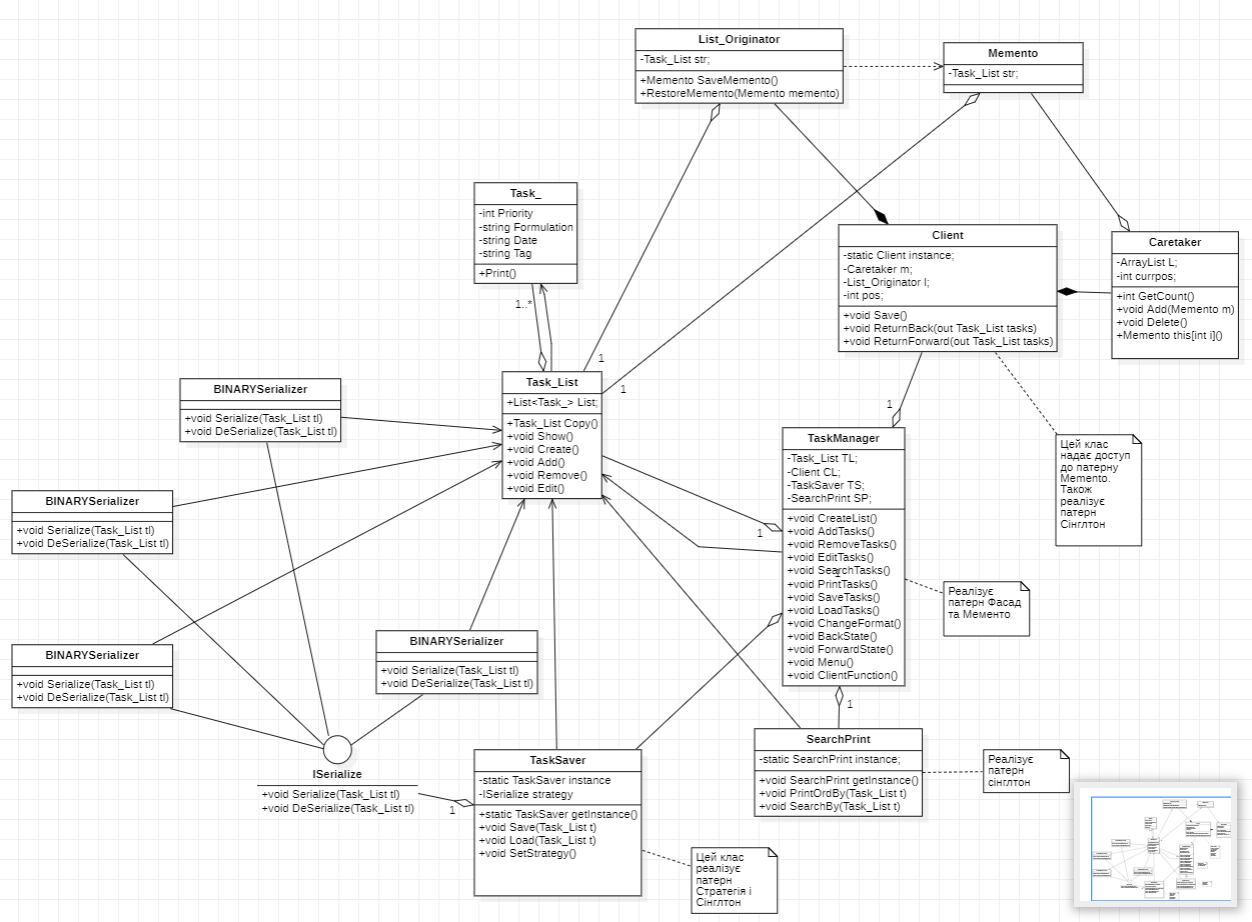 List_Originator
-Task_List str;
+Memento SaveMemento()
+RestoreMemento(Memento memento)
Memento
-Task_List str;
Task_
-int Priority
-string Formulation
-string Date
-string Tag
+Print()
1..*
Client
-static Client instance;
-Caretaker m;
-List_Originator l;
-int pos;
+void Save()
+void ReturnBack(out Task_List tasks)
+void ReturnForward(out Task_List tasks)
Caretaker
-ArrayList L;
-int currpos;
+int GetCount()
+void Add(Memento m)
+void Delete()
+Memento this[int i]()
1
1
Task_List
+List<Task_> List;
+Task_List Copy()
+void Show()
+void Create()
+void Add()
+void Remove()
+void Edit()
BINARYSerializer
+void Serialize(Task_List tl)
+void DeSerialize(Task_List tl)
1
TaskManager
-Task_List TL;
-Client CL;
-TaskSaver TS;
-SearchPrint SP;
+void CreateList()
+void AddTasks()
+void RemoveTasks()
+void EditTasks()
+void SearchTasks()
+void PrintTasks()
+void SaveTasks()
+void LoadTasks()
+void ChangeFormat()
+void BackState()
+void ForwardState()
+void Menu()
+void ClientFunction()
1
1
Цей клас
надає доступ
до патерну
Memento.
Також
реалізує
патерн
Сінглтон
BINARYSerializer
+void Serialize(Task_List tl)
+void DeSerialize(Task_List tl)
Реалізує
патерн Фасад
та Мементо
BINARYSerializer
+void Serialize(Task_List tl)
+void DeSerialize(Task_List tl)
BINARYSerializer
+void Serialize(Task_List tl)
+void DeSerialize(Task_List tl)
ISerialize
+void Serialize(Task_List tl)
+void DeSerialize(Task_List tl)
1
TaskSaver
-static TaskSaver instance
-ISerialize strategy
+static TaskSaver getInstance()
+void Save(Task_List t)
+void Load(Task_List t)
+void SetStrategy()
SearchPrint
-static SearchPrint instance;
+void SearchPrint getInstance()
+void PrintOrdBy(Task_List t)
+void SearchBy(Task_List t)
Реалізує
патерн
сінглтон
Цей клас
реалізує
патерн
Стратегія і
Сінглтон